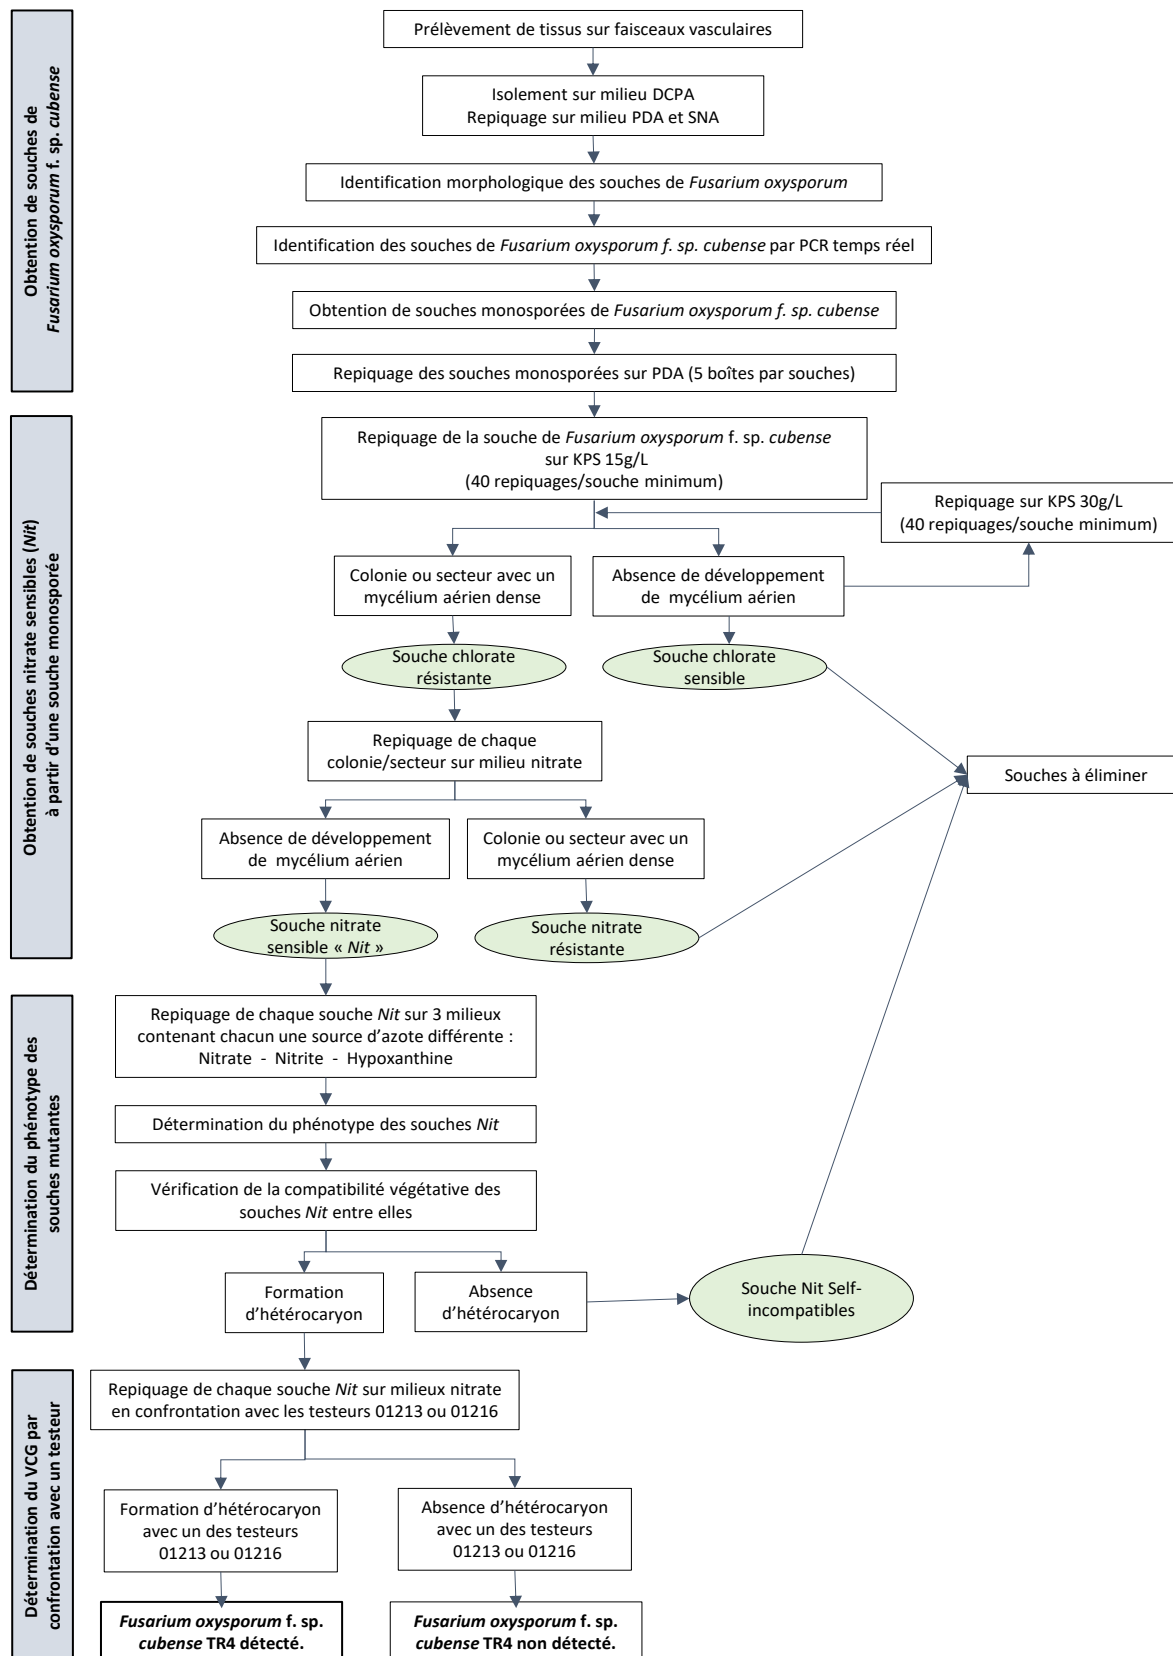 Obtention de souches de
Fusarium oxysporum f. sp. cubense
Prélèvement de tissus sur faisceaux vasculaires
Isolement sur milieu DCPA
Repiquage sur milieu PDA et SNA
Identification morphologique des souches de Fusarium oxysporum
Identification des souches de Fusarium oxysporum f. sp. cubense par PCR temps réel
Obtention de souches monosporées de Fusarium oxysporum f. sp. cubense
Repiquage des souches monosporées sur PDA (5 boîtes par souches)
Obtention de souches nitrate sensibles (Nit)
à partir d’une souche monosporée
Repiquage de la souche de Fusarium oxysporum f. sp. cubense
sur KPS 15g/L
(40 repiquages/souche minimum)
Repiquage sur KPS 30g/L
(40 repiquages/souche minimum)
Colonie ou secteur avec un
mycélium aérien dense
Absence de développement
de mycélium aérien
Souche chlorate
résistante
Souche chlorate
sensible
Repiquage de chaque
colonie/secteur sur milieu nitrate
Souches à éliminer
Absence de développement
de mycélium aérien
Colonie ou secteur avec un
mycélium aérien dense
Souche nitrate
sensible « Nit »
Souche nitrate
résistante
Détermination du phénotype des
souches mutantes
Repiquage de chaque souche Nit sur 3 milieux
contenant chacun une source d’azote différente :
Nitrate - Nitrite - Hypoxanthine
Détermination du phénotype des souches Nit
Vérification de la compatibilité végétative des
souches Nit entre elles
Formation
d’hétérocaryon
Absence
d’hétérocaryon
Souche Nit Self-
incompatibles
Détermination du VCG par
confrontation avec un testeur
Repiquage de chaque souche Nit sur milieux nitrate
en confrontation avec les testeurs 01213 ou 01216
Formation d’hétérocaryon
avec un des testeurs
01213 ou 01216
Absence d’hétérocaryon
avec un des testeurs
01213 ou 01216
Fusarium oxysporum f. sp.
cubense TR4 détecté.
Fusarium oxysporum f. sp.
cubense TR4 non détecté.